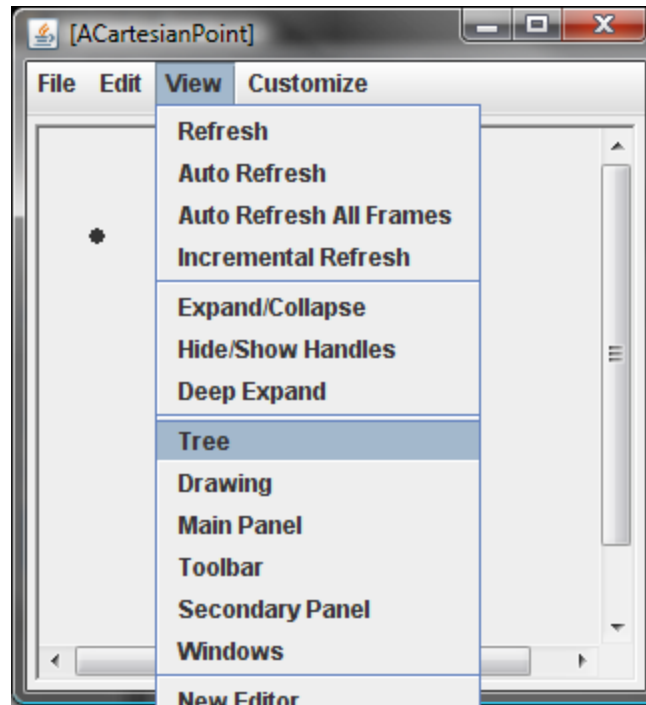 [ACartesianPoint]
File Edit View Customize
Refresh
Auto Refresh
Auto Refresh All Frames
Incremental Refresh
Expand/Collapse
Hide/Show Handles
Deep Expand
Tree
Drawing
Main Panel
Toolbar
Secondary Panel
Windows
New Editor